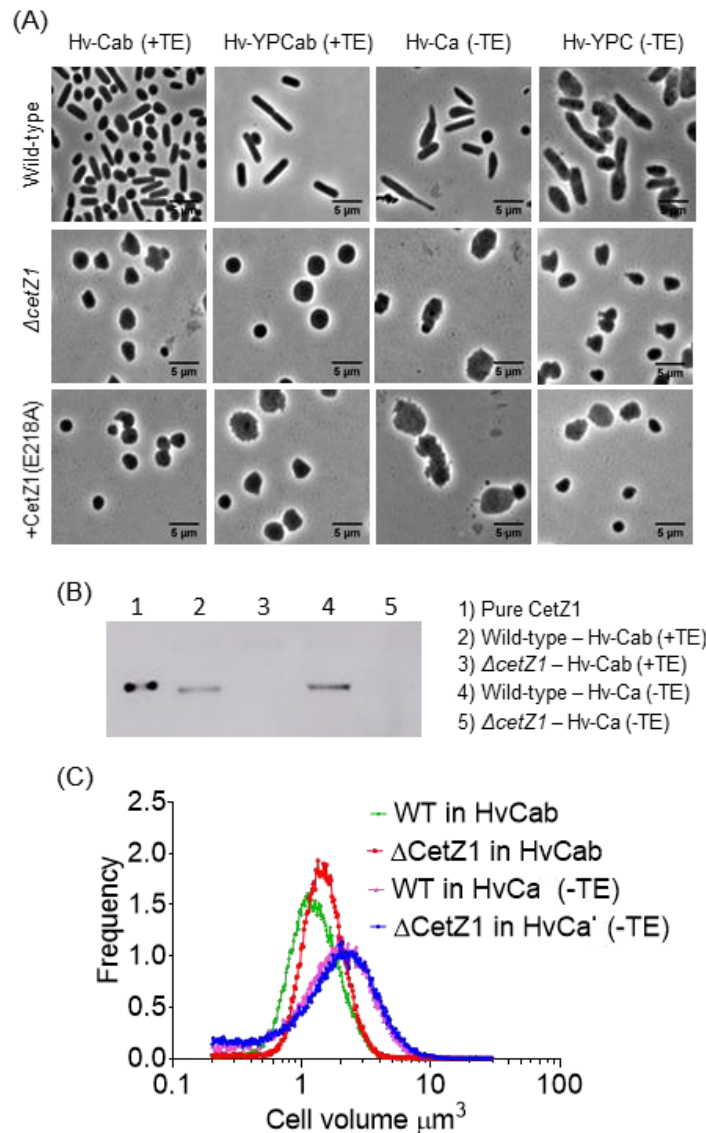 (A)
Hv-Cab (+TE) Hv-YPCab (+TE) Hv-Ca (-TE) Hv-YPC (-TE)
Wild-type
5 µm 5 µm 5 µm 5 µm
ΔcetZ1
5 µm 5 µm 5 µm 5 µm
+CetZ1(E218A)
5 µm 5 µm 5 µm 5 µm
(B)
1 2 3 4 5
1) Pure CetZ1
2) Wild-type – Hv-Cab (+TE)
3) ΔcetZ1 – Hv-Cab (+TE)
4) Wild-type – Hv-Ca (-TE)
5) ΔcetZ1 – Hv-Ca (-TE)
(C)
Frequency
2.5
2.0
1.5
1.0
0.5
0.0
WT in HvCab
ΔCetZ1 in HvCab
WT in HvCa (-TE)
ΔCetZ1 in HvCa' (-TE)
0.1 1 10 100
Cell volume µm³